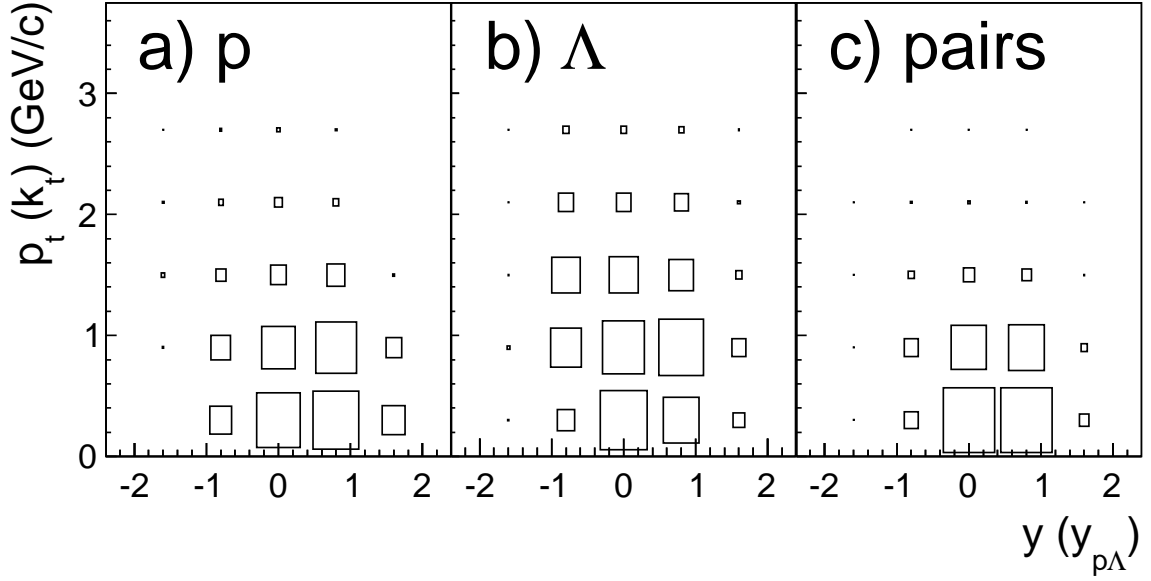 a) p
b) Λ
c) pairs
p_t (k_t) (GeV/c)
3
2
1
0
-2 -1 0 1 2
-2 -1 0 1 2
-2 -1 0 1 2
y (y_pΛ)